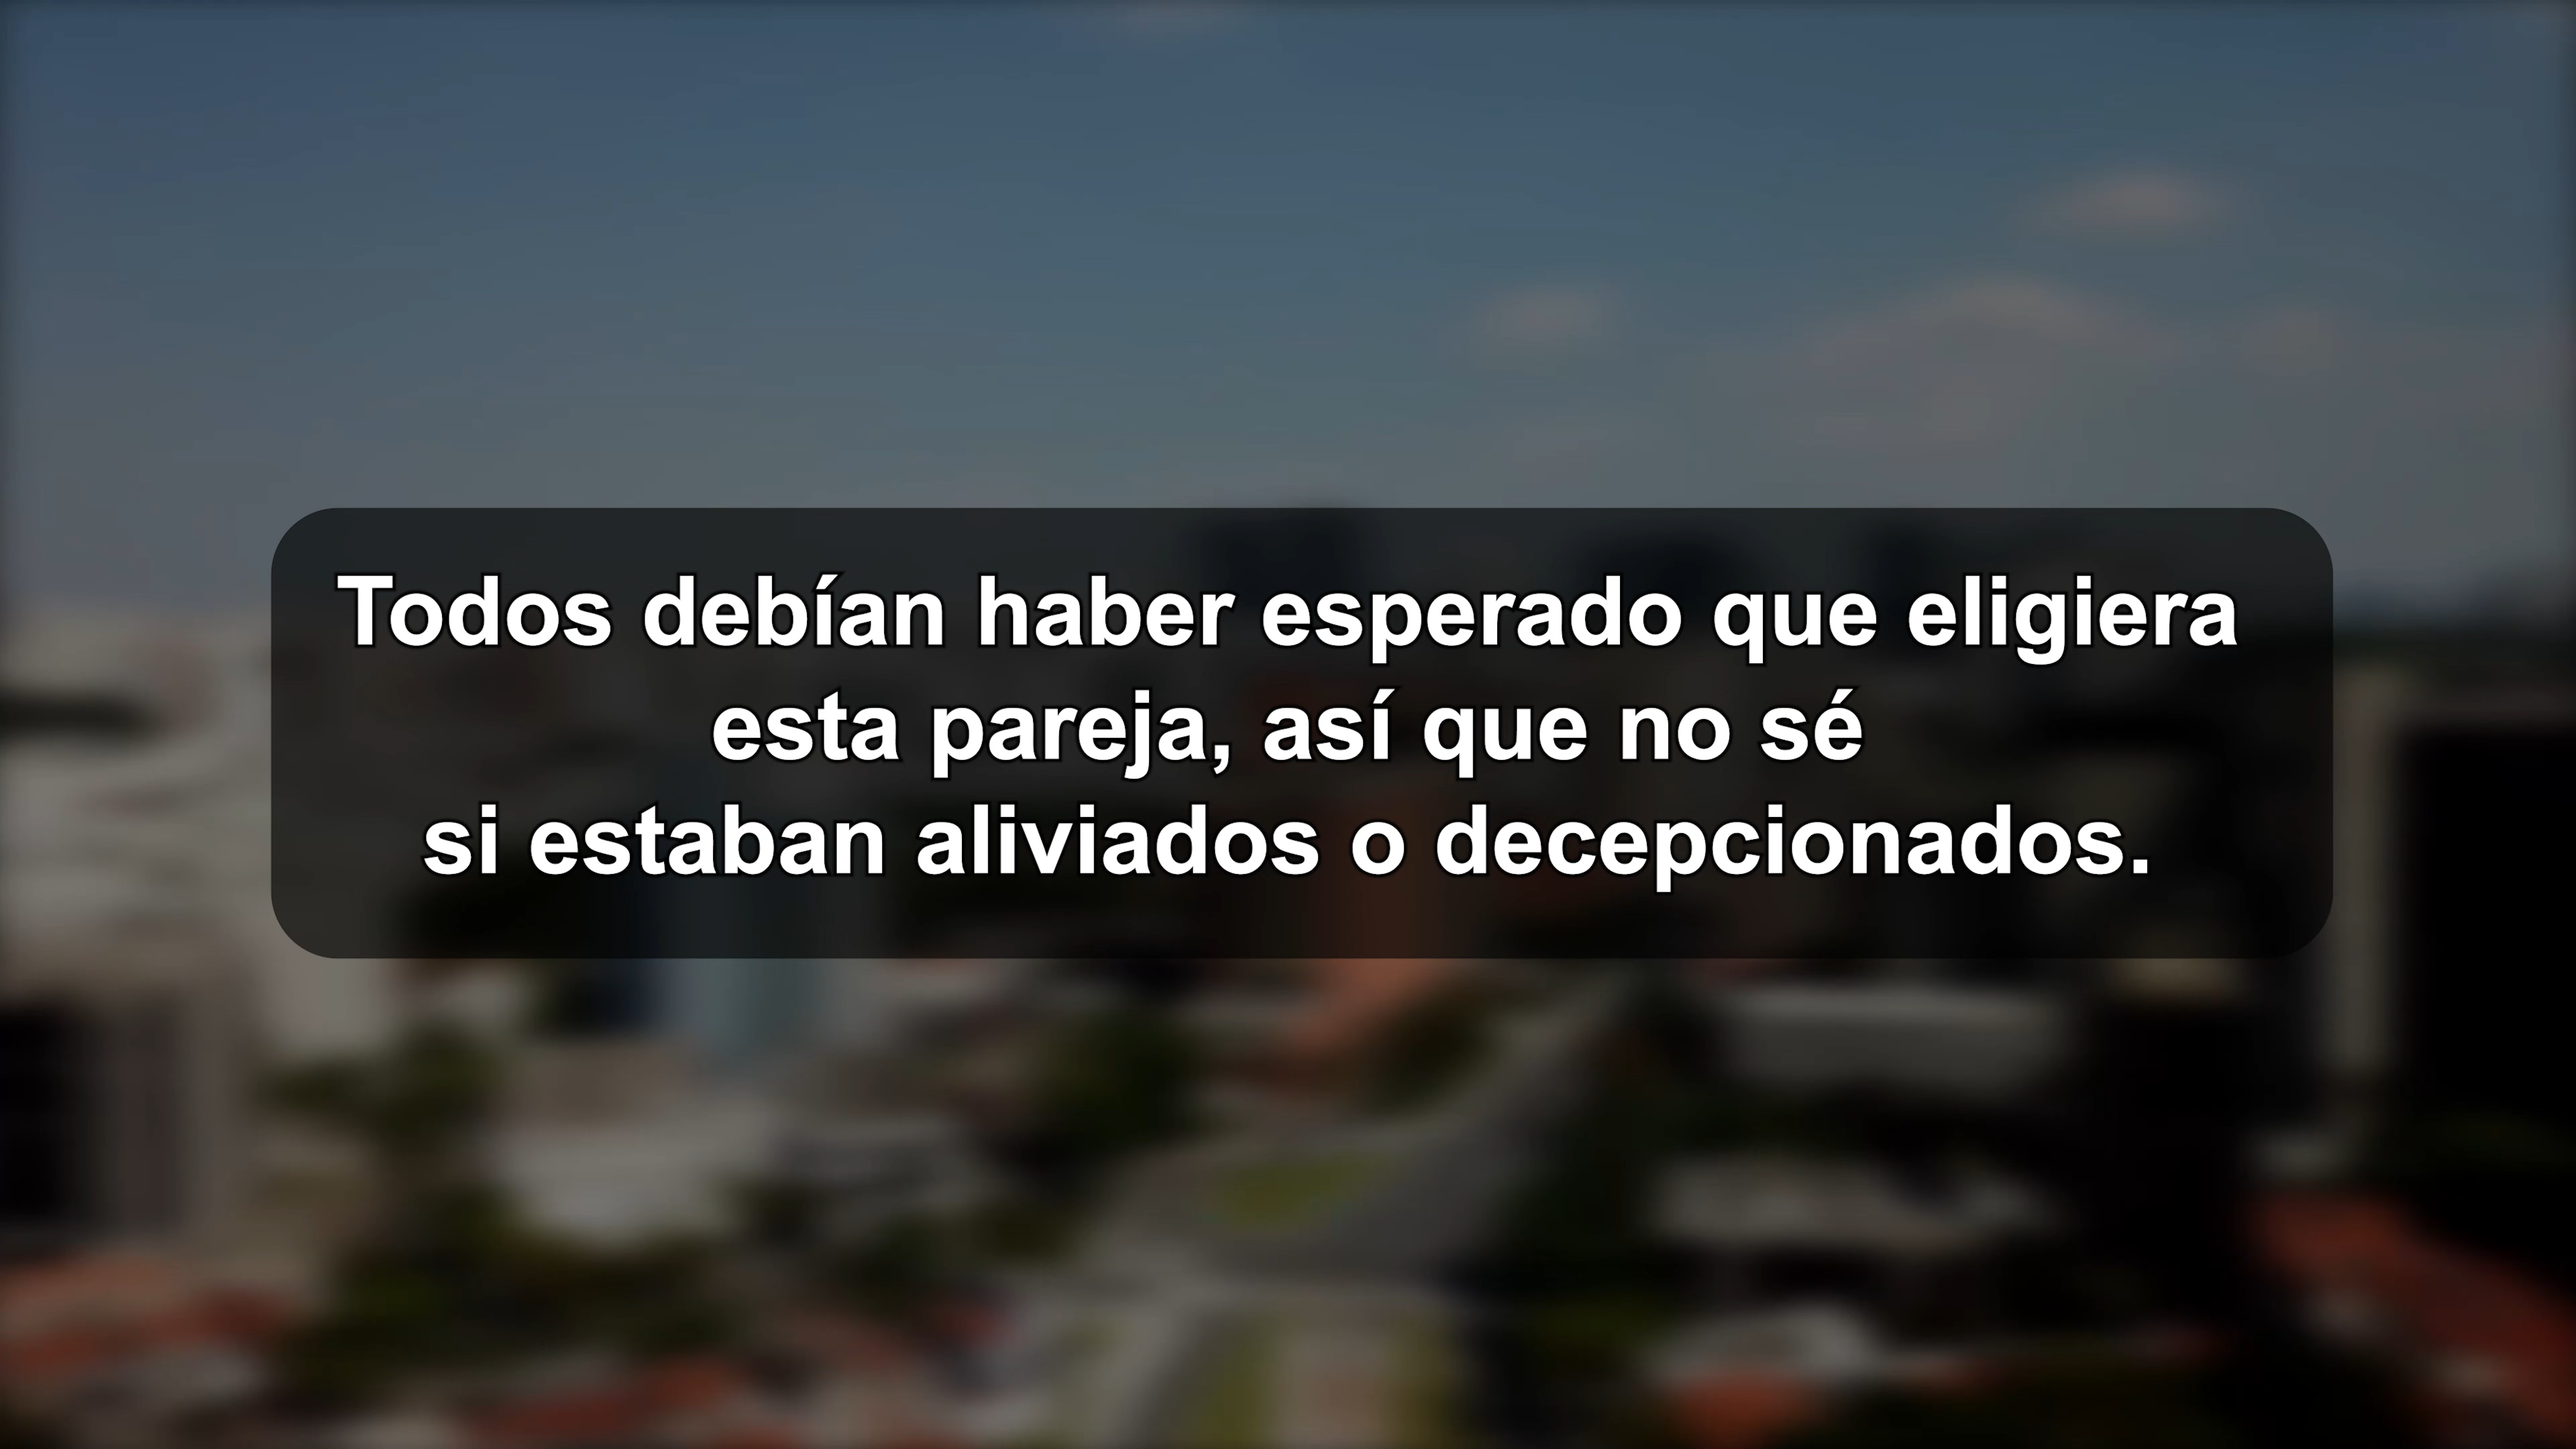 Todos debían haber esperado que eligiera
esta pareja, así que no sé
si estaban aliviados o decepcionados.